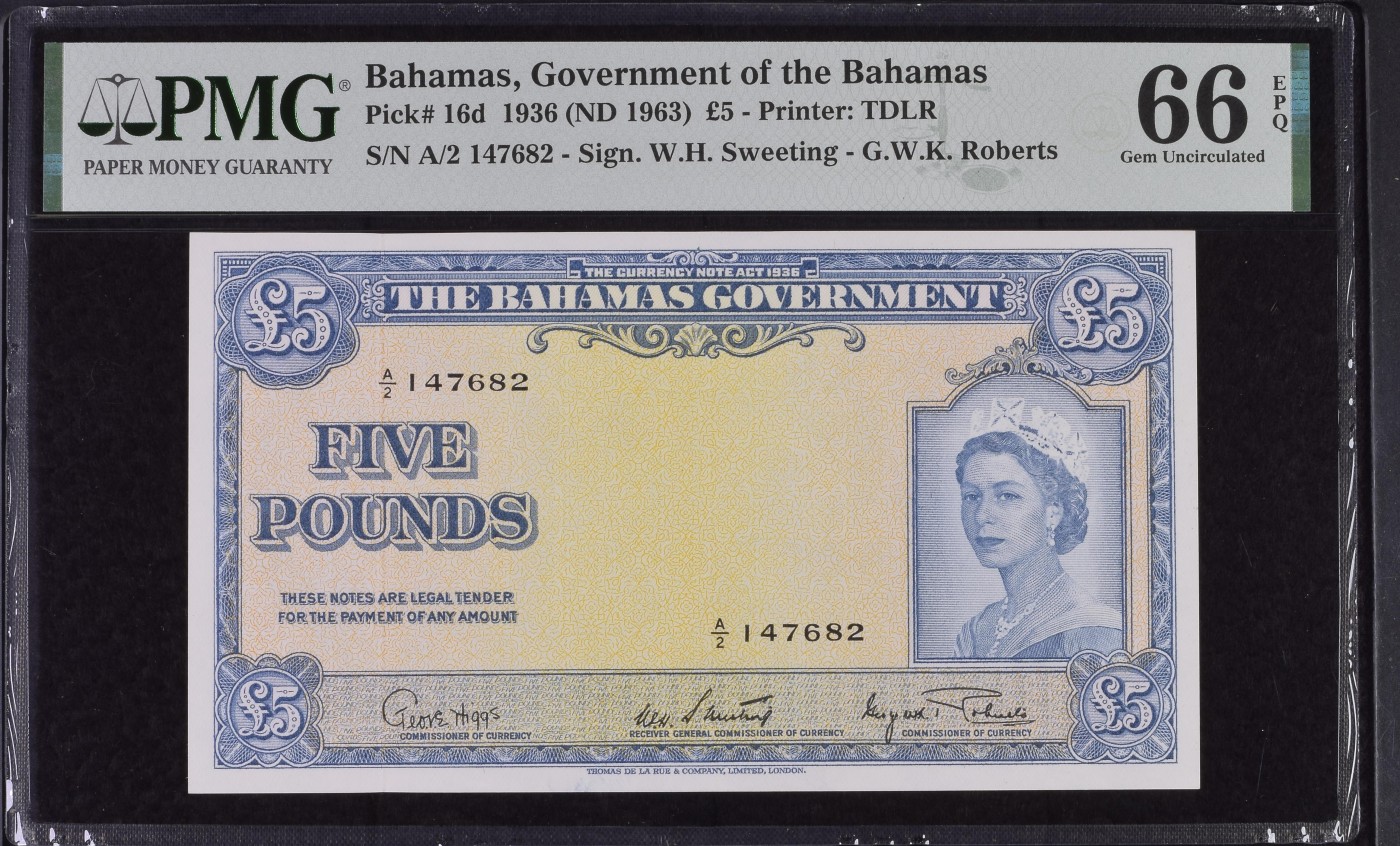 PMG®
PAPER MONEY GUARANTY
Bahamas, Government of the Bahamas
Pick# 16d 1936 (ND 1963) £5 - Printer: TDLR
S/N A/2 147682 - Sign. W.H. Sweeting - G.W.K. Roberts
66 EPQ
Gem Uncirculated
THE CURRENCY NOTE ACT 1936
£5 THE BAHAMAS GOVERNMENT £5
A/2 147682
FIVE
POUNDS
THESE NOTES ARE LEGAL TENDER
FOR THE PAYMENT OF ANY AMOUNT
A/2 147682
£5 £5
George Higgs
COMMISSIONER OF CURRENCY
RECEIVER GENERAL COMMISSIONER OF CURRENCY
COMMISSIONER OF CURRENCY
THOMAS DE LA RUE & COMPANY, LIMITED, LONDON.